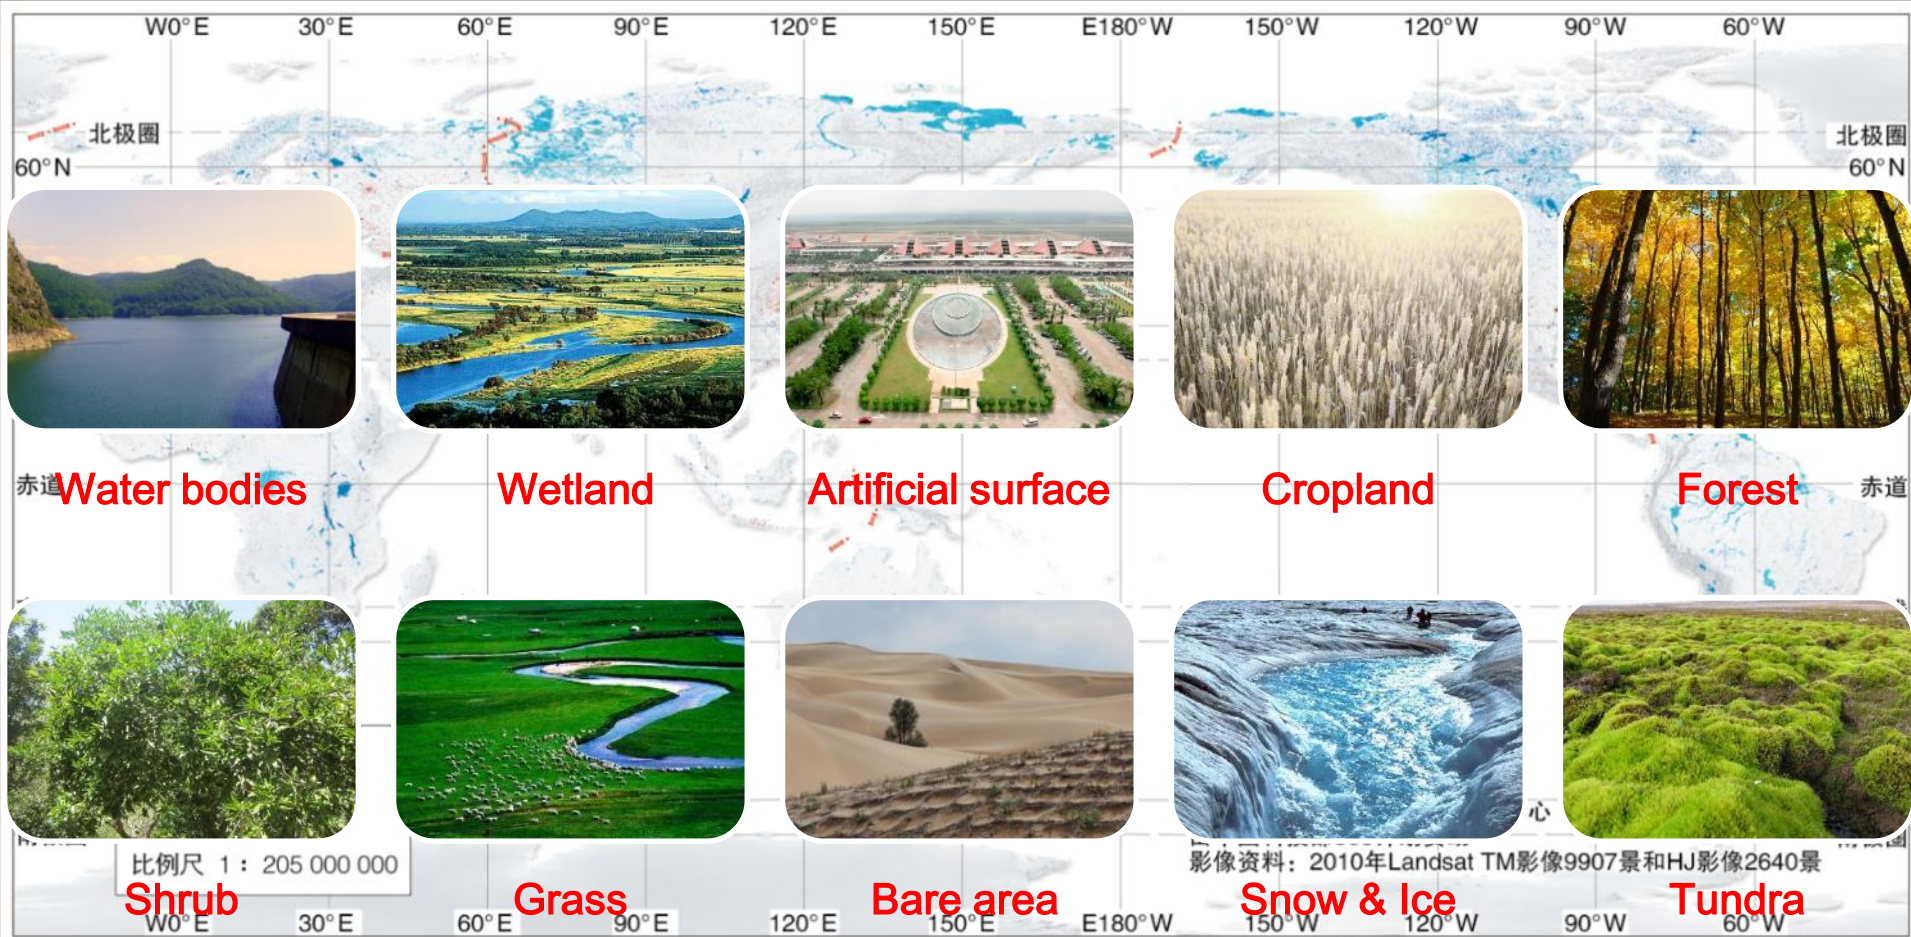 W0°E 30°E 60°E 90°E 120°E 150°E E180°W 150°W 120°W 90°W 60°W
北极圈 北极圈
60°N 60°N
赤道 Water bodies Wetland Artificial surface Cropland Forest 赤道
心
比例尺 1：205 000 000
影像资料：2010年Landsat TM影像9907景和HJ影像2640景
Shrub Grass Bare area Snow & Ice Tundra
W0°E 30°E 60°E 90°E 120°E 150°E E180°W 150°W 120°W 90°W 60°W